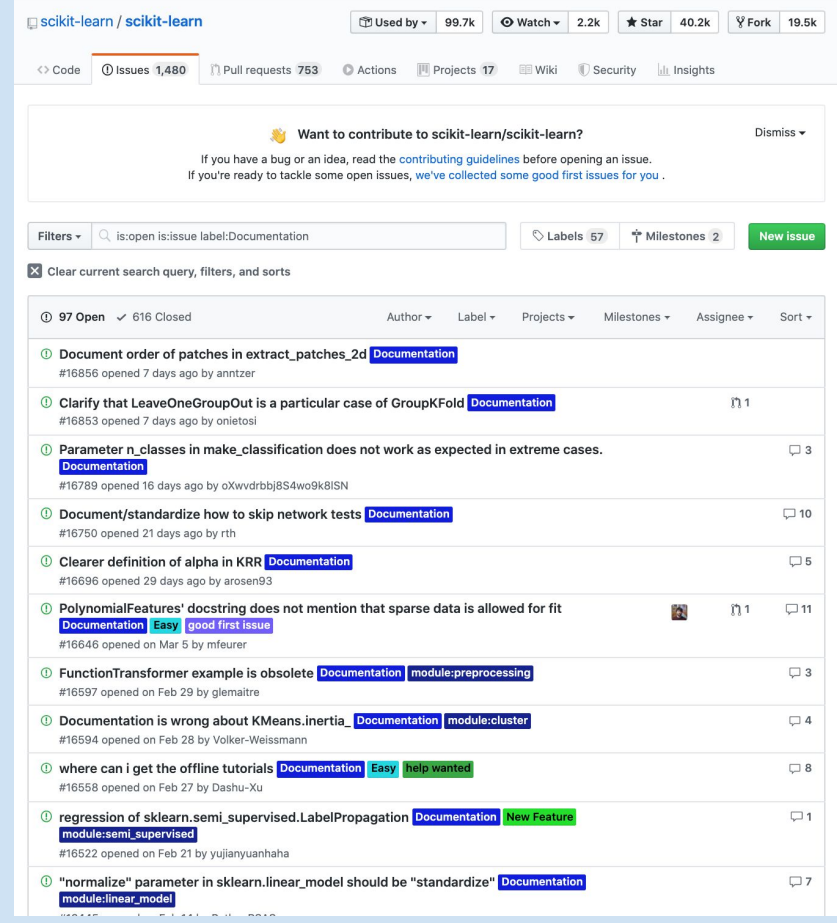 scikit-learn / scikit-learn
Used by 99.7k Watch 2.2k Star 40.2k Fork 19.5k
Code Issues 1,480 Pull requests 753 Actions Projects 17 Wiki Security Insights
Want to contribute to scikit-learn/scikit-learn? Dismiss
If you have a bug or an idea, read the contributing guidelines before opening an issue.
If you're ready to tackle some open issues, we've collected some good first issues for you .
Filters is:open is:issue label:Documentation Labels 57 Milestones 2 New issue
Clear current search query, filters, and sorts
97 Open 616 Closed Author Label Projects Milestones Assignee Sort
Document order of patches in extract_patches_2d Documentation
#16856 opened 7 days ago by anntzer
Clarify that LeaveOneGroupOut is a particular case of GroupKFold Documentation 1
#16853 opened 7 days ago by onietosi
Parameter n_classes in make_classification does not work as expected in extreme cases. 3
Documentation
#16789 opened 16 days ago by oXwvdrbbj8S4wo9k8lSN
Document/standardize how to skip network tests Documentation 10
#16750 opened 21 days ago by rth
Clearer definition of alpha in KRR Documentation 5
#16696 opened 29 days ago by arosen93
PolynomialFeatures' docstring does not mention that sparse data is allowed for fit 1 11
Documentation Easy good first issue
#16646 opened on Mar 5 by mfeurer
FunctionTransformer example is obsolete Documentation module:preprocessing 3
#16597 opened on Feb 29 by glemaitre
Documentation is wrong about KMeans.inertia_ Documentation module:cluster 4
#16594 opened on Feb 28 by Volker-Weissmann
where can i get the offline tutorials Documentation Easy help wanted 8
#16558 opened on Feb 27 by Dashu-Xu
regression of sklearn.semi_supervised.LabelPropagation Documentation New Feature 1
module:semi_supervised
#16522 opened on Feb 21 by yujianyuanhaha
"normalize" parameter in sklearn.linear_model should be "standardize" Documentation 7
module:linear_model